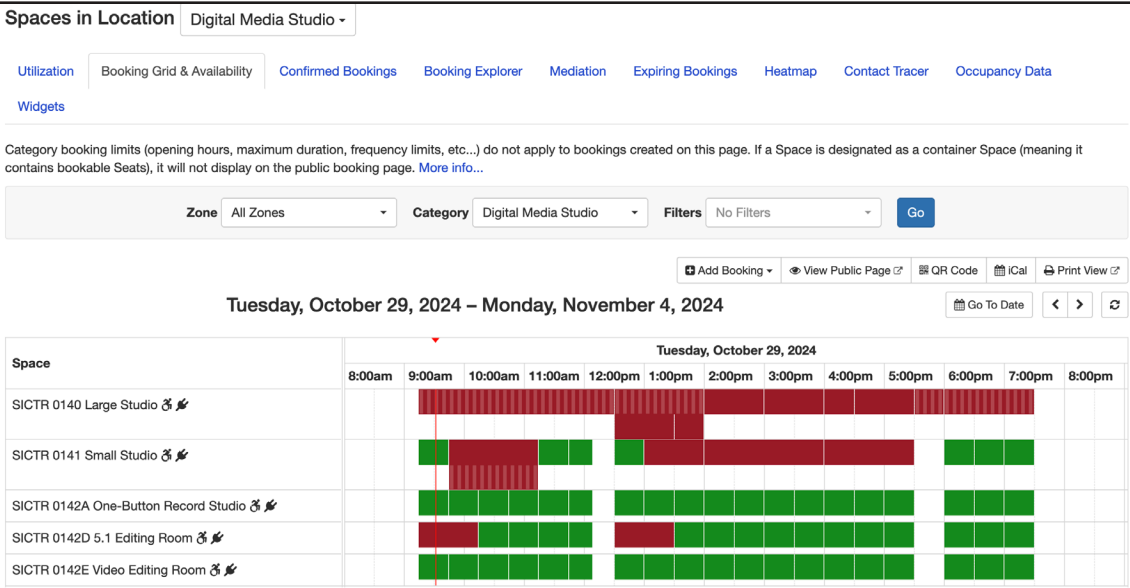 Spaces in Location Digital Media Studio
Utilization Booking Grid & Availability Confirmed Bookings Booking Explorer Mediation Expiring Bookings Heatmap Contact Tracer Occupancy Data
Widgets
Category booking limits (opening hours, maximum duration, frequency limits, etc...) do not apply to bookings created on this page. If a Space is designated as a container Space (meaning it
contains bookable Seats), it will not display on the public booking page. More info...
Zone All Zones Category Digital Media Studio Filters No Filters Go
Add Booking View Public Page QR Code iCal Print View
Tuesday, October 29, 2024 – Monday, November 4, 2024 Go To Date
Space
Tuesday, October 29, 2024
8:00am 9:00am 10:00am 11:00am 12:00pm 1:00pm 2:00pm 3:00pm 4:00pm 5:00pm 6:00pm 7:00pm 8:00pm
SICTR 0140 Large Studio
SICTR 0141 Small Studio
SICTR 0142A One-Button Record Studio
SICTR 0142D 5.1 Editing Room
SICTR 0142E Video Editing Room